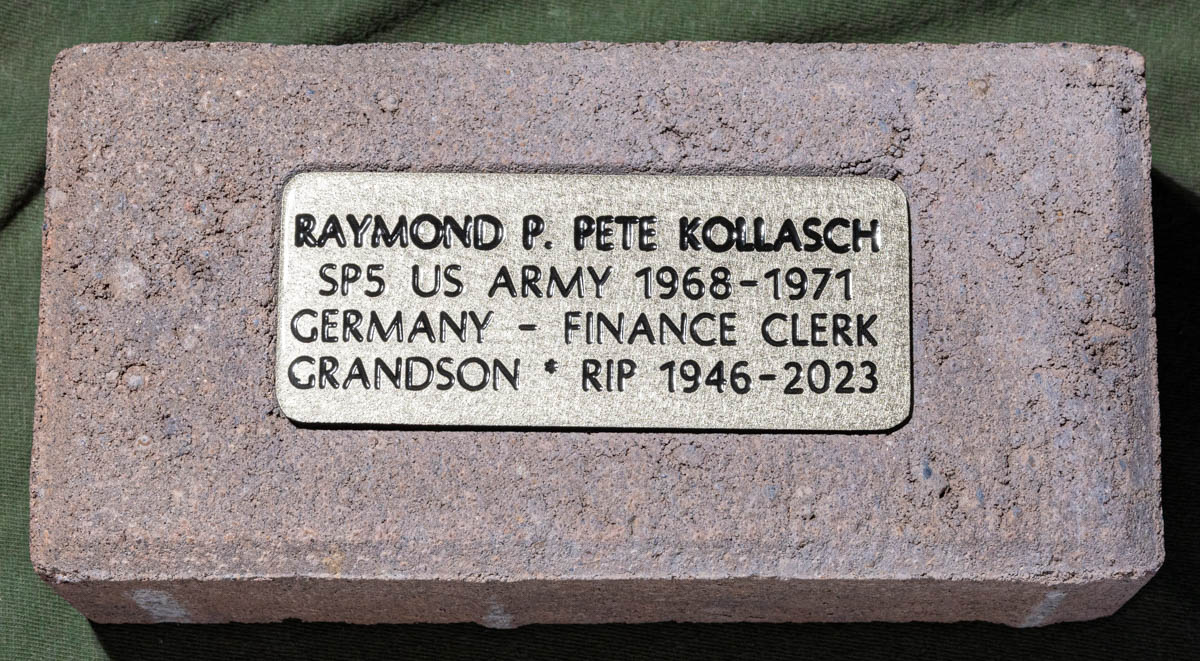 RAYMOND P. PETE KOLLASCH
SP5 US ARMY 1968-1971
GERMANY - FINANCE CLERK
GRANDSON * RIP 1946-2023